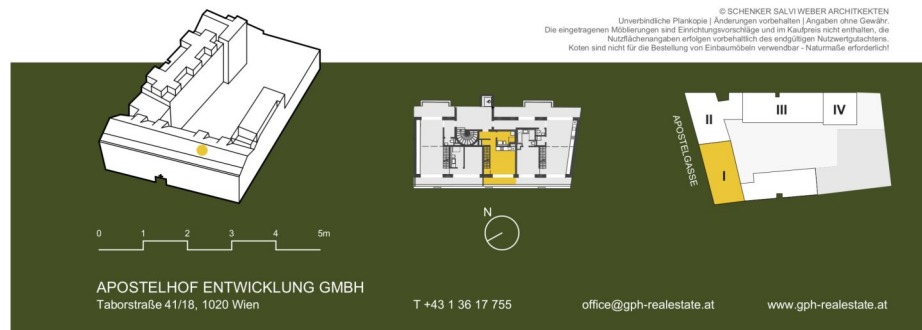 © SCHENKER SALVI WEBER ARCHITKEKTEN
Unverbindliche Plankopie | Änderungen vorbehalten | Angaben ohne Gewähr.
Die eingetragenen Möblierungen sind Einrichtungsvorschläge und im Kaufpreis nicht enthalten, die
Nutzflächenangaben erfolgen vorbehaltlich des endgültigen Nutzwertgutachtens.
Koten sind nicht für die Bestellung von Einbaumöbeln verwendbar - Naturmaße erforderlich!
II
III
IV
APOSTELGASSE
I
N
0 1 2 3 4 5m
APOSTELHOF ENTWICKLUNG GMBH
Taborstraße 41/18, 1020 Wien
T +43 1 36 17 755
office@gph-realestate.at
www.gph-realestate.at